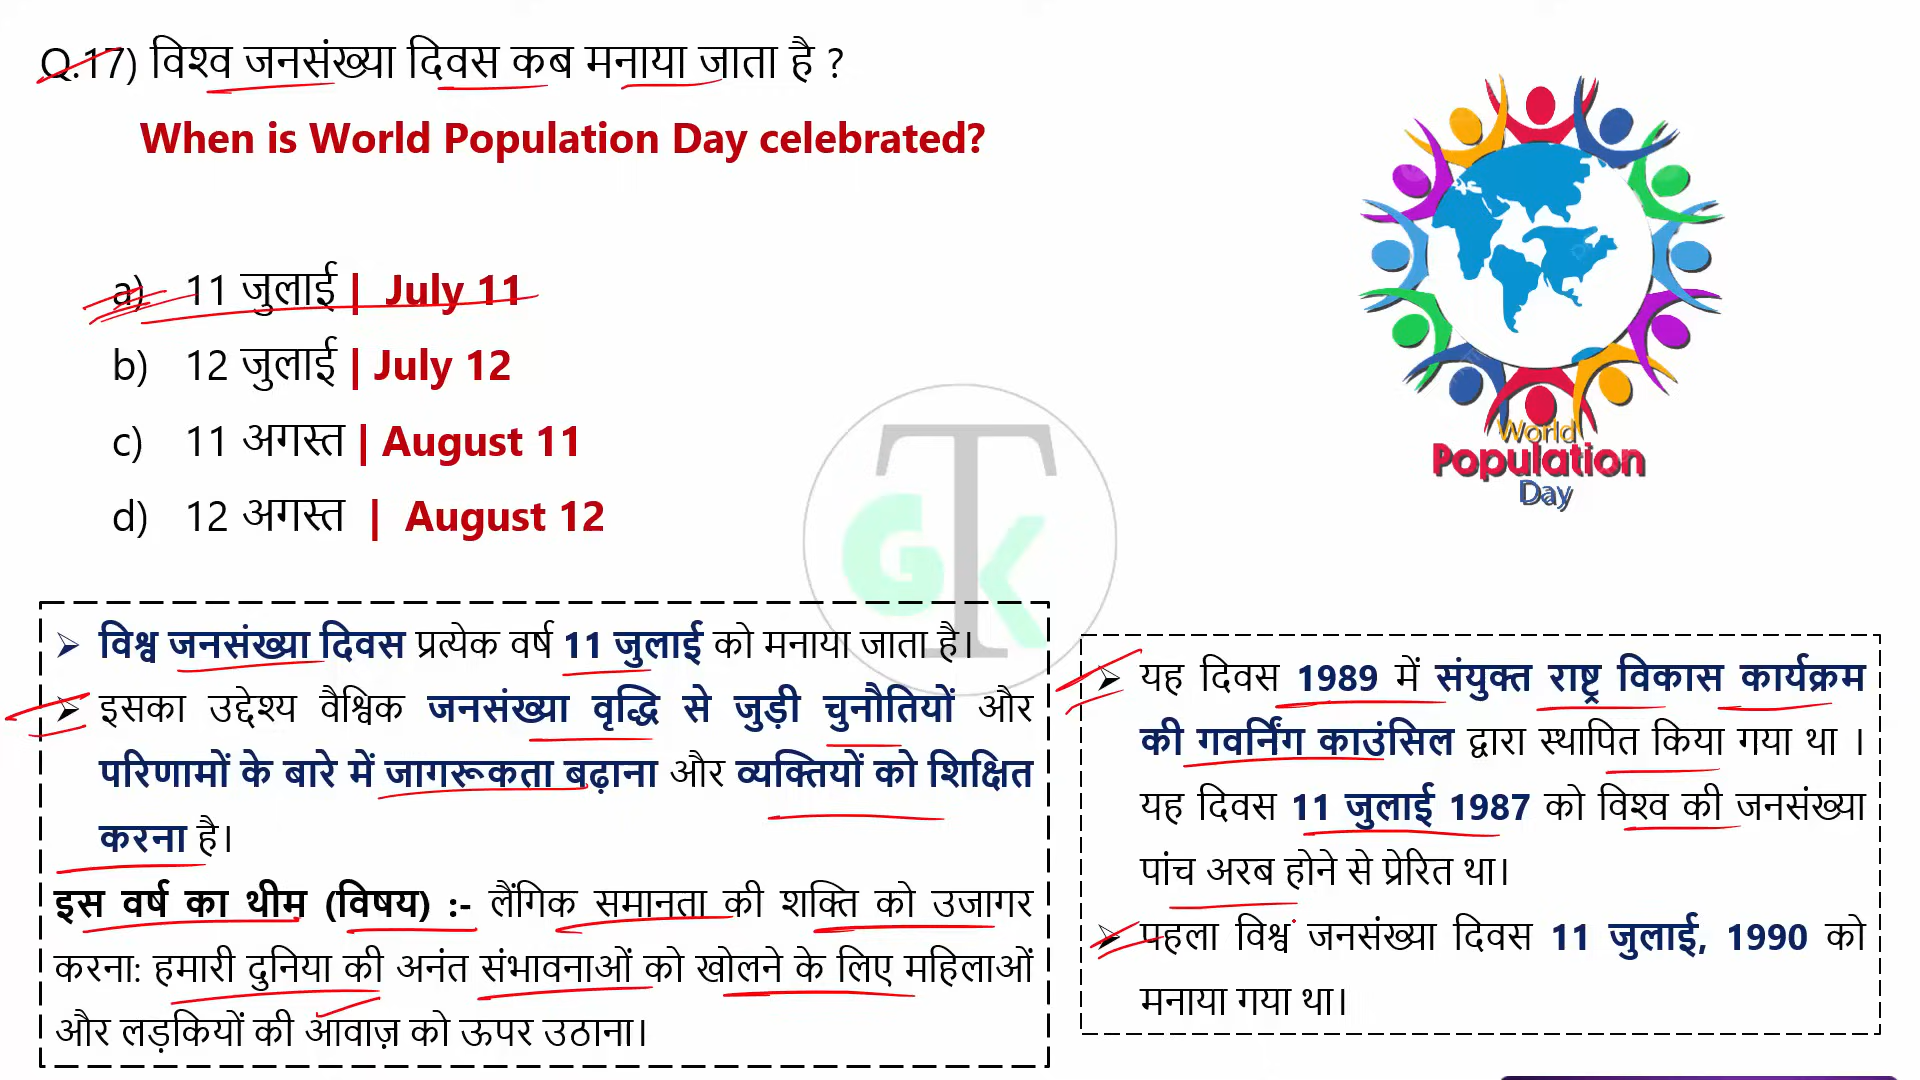 Q.17) विश्व जनसंख्या दिवस कब मनाया जाता है ?
When is World Population Day celebrated?
a) 11 जुलाई | July 11
b) 12 जुलाई | July 12
c) 11 अगस्त | August 11
d) 12 अगस्त | August 12
World
Population
Day
T
GK
➢ विश्व जनसंख्या दिवस प्रत्येक वर्ष 11 जुलाई को मनाया जाता है।
➢ इसका उद्देश्य वैश्विक जनसंख्या वृद्धि से जुड़ी चुनौतियों और
परिणामों के बारे में जागरूकता बढ़ाना और व्यक्तियों को शिक्षित
करना है।
इस वर्ष का थीम (विषय) :- लैंगिक समानता की शक्ति को उजागर
करना: हमारी दुनिया की अनंत संभावनाओं को खोलने के लिए महिलाओं
और लड़कियों की आवाज़ को ऊपर उठाना।
➢ यह दिवस 1989 में संयुक्त राष्ट्र विकास कार्यक्रम
की गवर्निंग काउंसिल द्वारा स्थापित किया गया था ।
यह दिवस 11 जुलाई 1987 को विश्व की जनसंख्या
पांच अरब होने से प्रेरित था।
➢ पहला विश्व जनसंख्या दिवस 11 जुलाई, 1990 को
मनाया गया था।